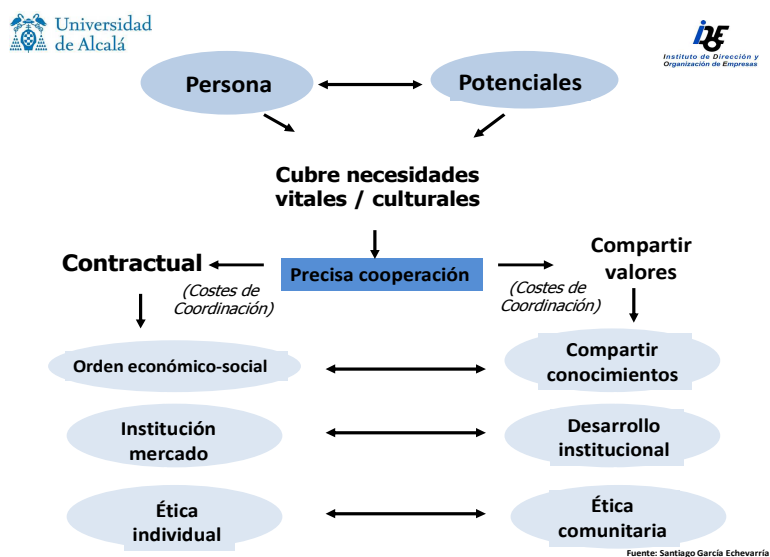 Universidad
de Alcalá
iDOE
Instituto de Dirección y
Organización de Empresas
Persona
Potenciales
Cubre necesidades
vitales / culturales
Contractual
Precisa cooperación
Compartir
valores
(Costes de
Coordinación)
(Costes de
Coordinación)
Orden económico-social
Compartir
conocimientos
Institución
mercado
Desarrollo
institucional
Ética
individual
Ética
comunitaria
Fuente: Santiago García Echevarría